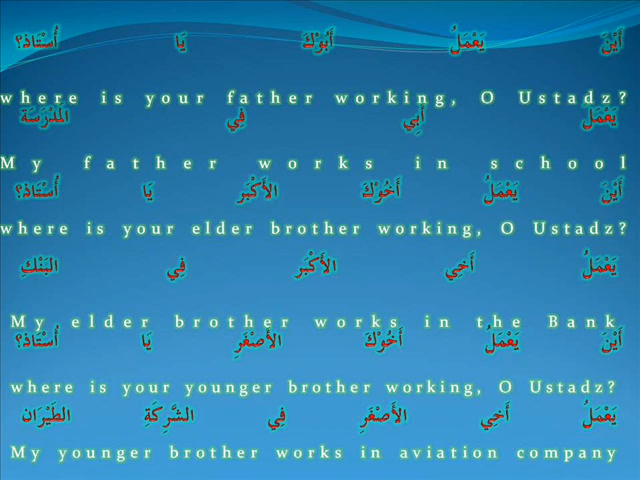 أَيْنَ يَعْمَلُ أَبُوْكَ يَا أُسْتَاذ؟
where is your father working, O Ustadz?
يَعْمَلُ أَبِي فِي المَدْرَسَة
My father works in school
أَيْنَ يَعْمَلُ أَخُوْكَ الأَكْبَر يَا أُسْتَاذ؟
where is your elder brother working, O Ustadz?
يَعْمَلُ أَخِي الأَكْبَر فِي البَنْكِ
My elder brother works in the Bank
أَيْنَ يَعْمَلُ أَخُوْكَ الأَصْغَرِ يَا أُسْتَاذ؟
where is your younger brother working, O Ustadz?
يَعْمَلُ أَخِي الأَصْغَرِ فِي الشَّرِكَةِ الطَيْرَان
My younger brother works in aviation company